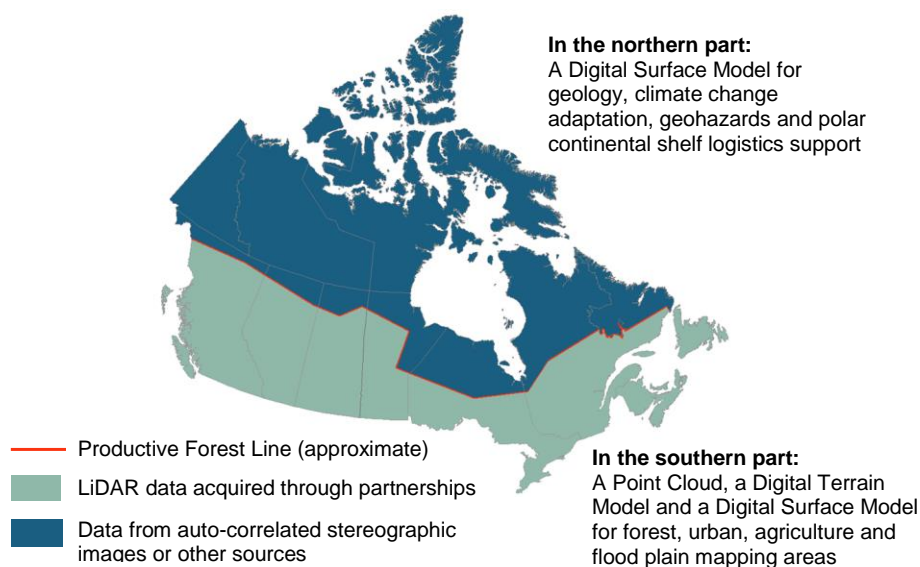 In the northern part:
A Digital Surface Model for
geology, climate change
adaptation, geohazards and polar
continental shelf logistics support
Productive Forest Line (approximate)
LiDAR data acquired through partnerships
Data from auto-correlated stereographic
images or other sources
In the southern part:
A Point Cloud, a Digital Terrain
Model and a Digital Surface Model
for forest, urban, agriculture and
flood plain mapping areas